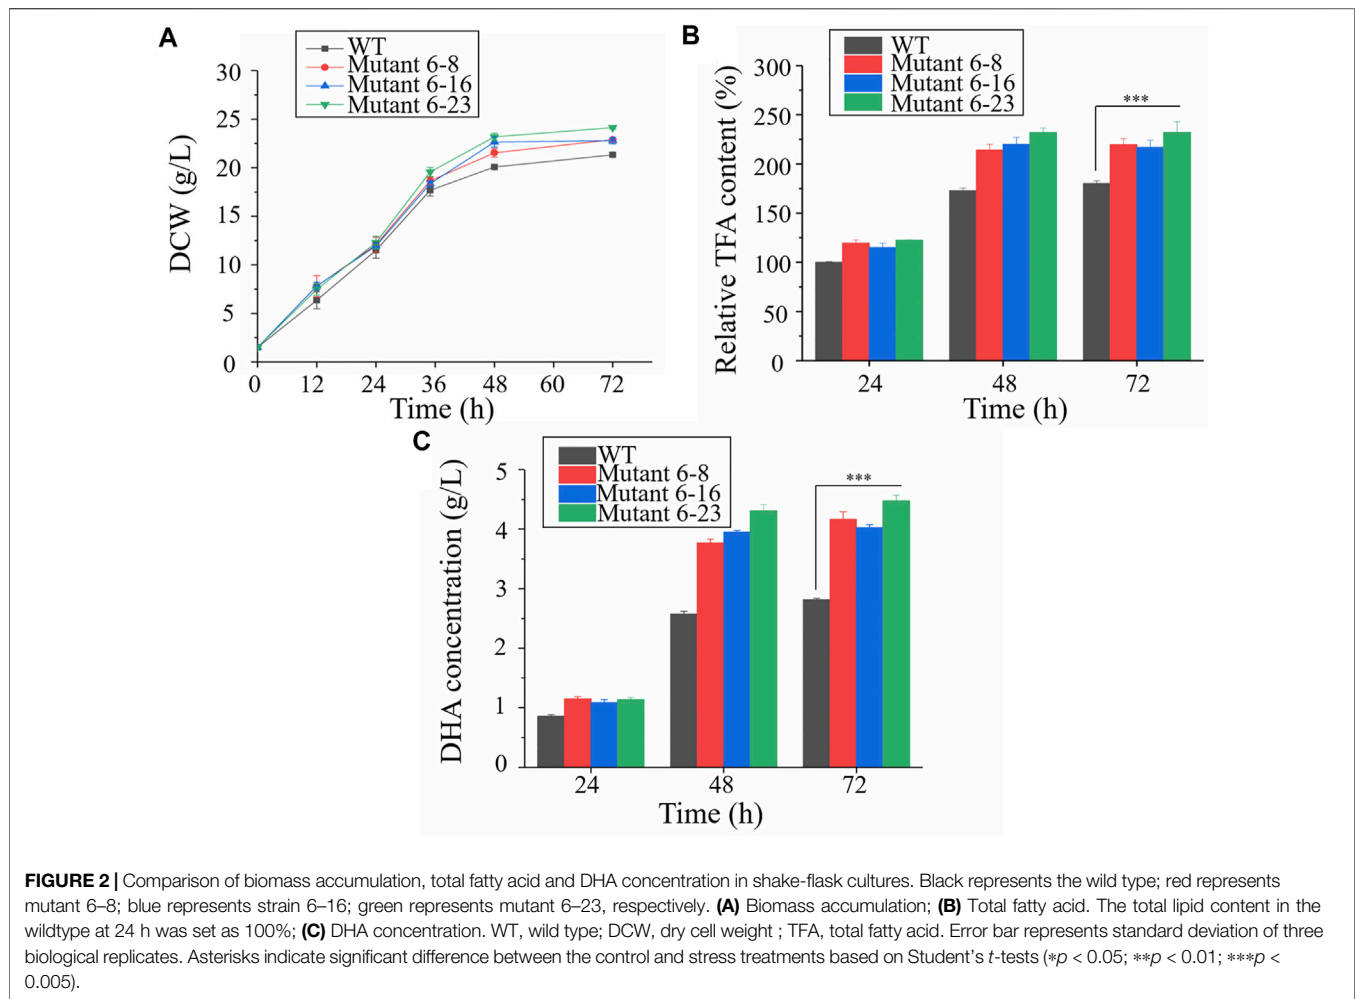 A
WT
Mutant 6-8
Mutant 6-16
Mutant 6-23
30
25
20
15
10
5
0
DCW (g/L)
0 12 24 36 48 60 72
Time (h)
B
WT
Mutant 6-8
Mutant 6-16
Mutant 6-23
300
250
200
150
100
50
0
Relative TFA content (%)
***
24 48 72
Time (h)
C
WT
Mutant 6-8
Mutant 6-16
Mutant 6-23
5
4
3
2
1
0
DHA concentration (g/L)
***
24 48 72
Time (h)
FIGURE 2 | Comparison of biomass accumulation, total fatty acid and DHA concentration in shake-flask cultures. Black represents the wild type; red represents
mutant 6–8; blue represents strain 6–16; green represents mutant 6–23, respectively. (A) Biomass accumulation; (B) Total fatty acid. The total lipid content in the
wildtype at 24 h was set as 100%; (C) DHA concentration. WT, wild type; DCW, dry cell weight ; TFA, total fatty acid. Error bar represents standard deviation of three
biological replicates. Asterisks indicate significant difference between the control and stress treatments based on Student’s t-tests (∗p < 0.05; ∗∗p < 0.01; ∗∗∗p <
0.005).